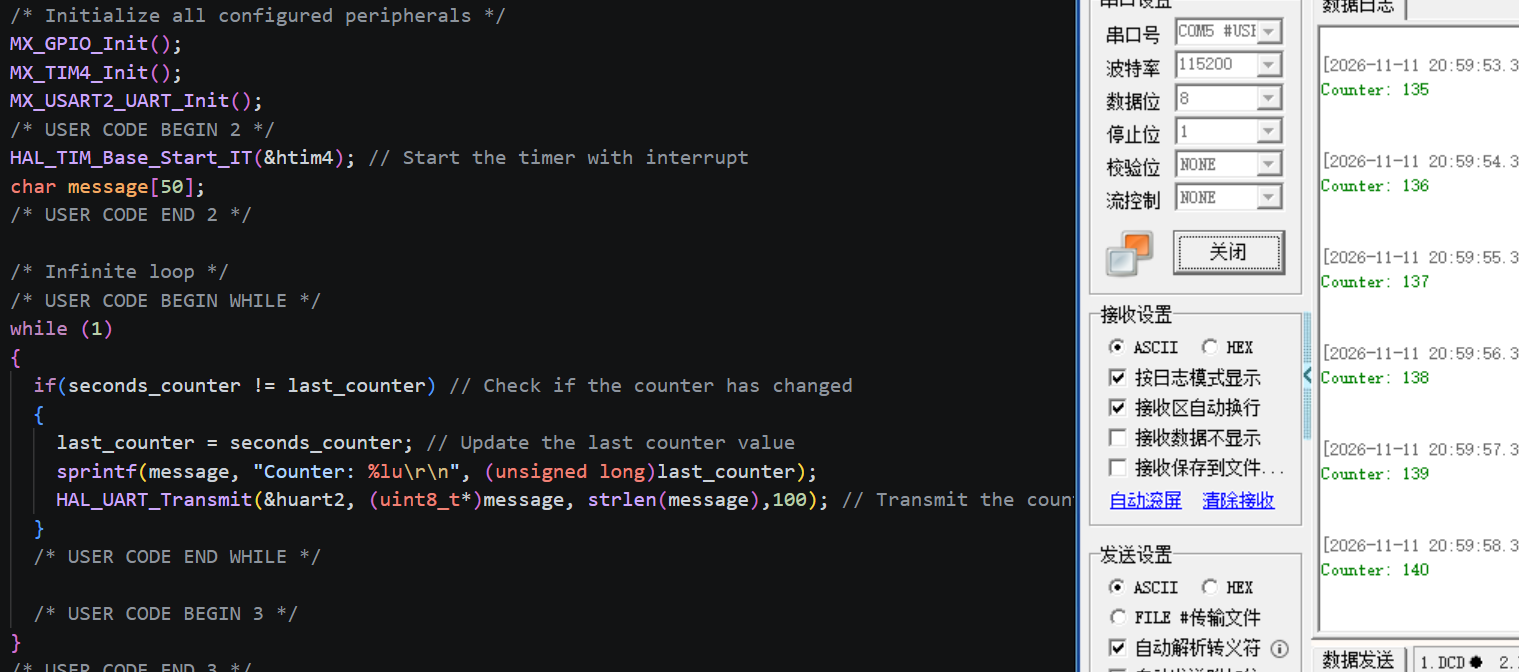 /* Initialize all configured peripherals */
MX_GPIO_Init();
MX_TIM4_Init();
MX_USART2_UART_Init();
/* USER CODE BEGIN 2 */
HAL_TIM_Base_Start_IT(&htim4); // Start the timer with interrupt
char message[50];
/* USER CODE END 2 */
/* Infinite loop */
/* USER CODE BEGIN WHILE */
while (1)
{
if(seconds_counter != last_counter) // Check if the counter has changed
{
last_counter = seconds_counter; // Update the last counter value
sprintf(message, "Counter: %lu\r\n", (unsigned long)last_counter);
HAL_UART_Transmit(&huart2, (uint8_t*)message, strlen(message),100); // Transmit the coun
}
/* USER CODE END WHILE */
/* USER CODE BEGIN 3 */
}
/* USER CODE END 3 */
串口设置
串口号 COM5 #USI
波特率 115200
数据位 8
停止位 1
校验位 NONE
流控制 NONE
关闭
接收设置
ASCII HEX
按日志模式显示
接收区自动换行
接收数据不显示
接收保存到文件...
自动滚屏 清除接收
发送设置
ASCII HEX
FILE #传输文件
自动解析转义符
数据日志
[2026-11-11 20:59:53.3
Counter: 135
[2026-11-11 20:59:54.3
Counter: 136
[2026-11-11 20:59:55.3
Counter: 137
[2026-11-11 20:59:56.3
Counter: 138
[2026-11-11 20:59:57.3
Counter: 139
[2026-11-11 20:59:58.3
Counter: 140
数据发送 1.DCD 2.